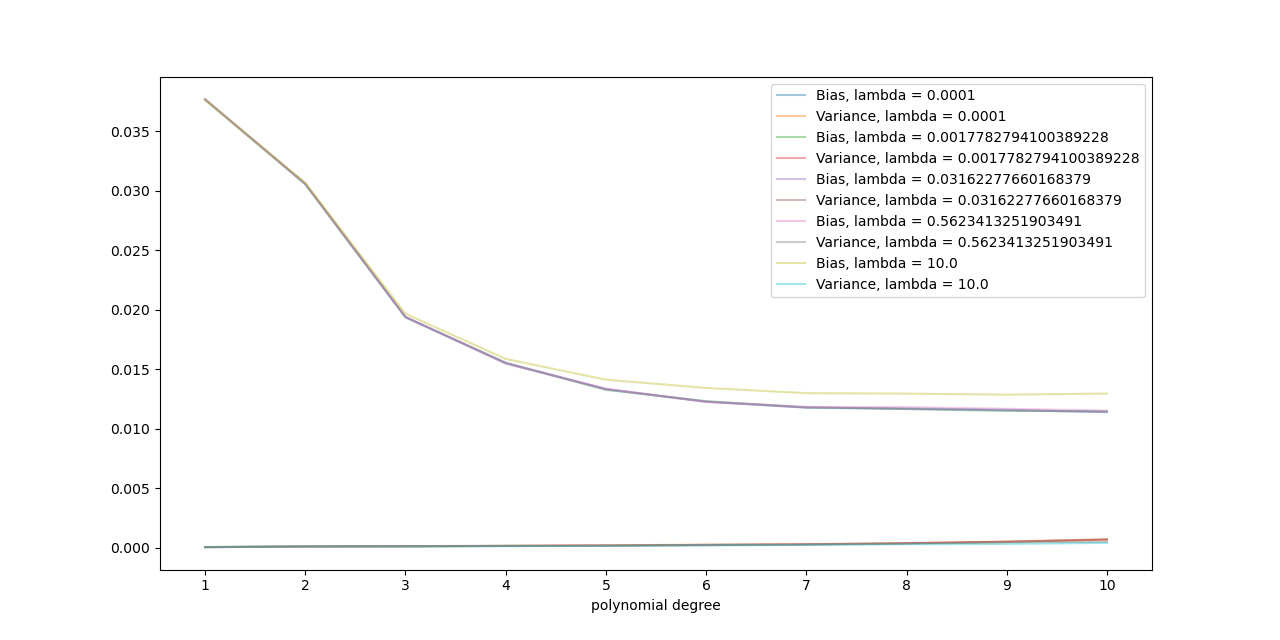 Bias, lambda = 0.0001
Variance, lambda = 0.0001
Bias, lambda = 0.0017782794100389228
Variance, lambda = 0.0017782794100389228
Bias, lambda = 0.03162277660168379
Variance, lambda = 0.03162277660168379
Bias, lambda = 0.5623413251903491
Variance, lambda = 0.5623413251903491
Bias, lambda = 10.0
Variance, lambda = 10.0
0.035
0.030
0.025
0.020
0.015
0.010
0.005
0.000
1 2 3 4 5 6 7 8 9 10
polynomial degree